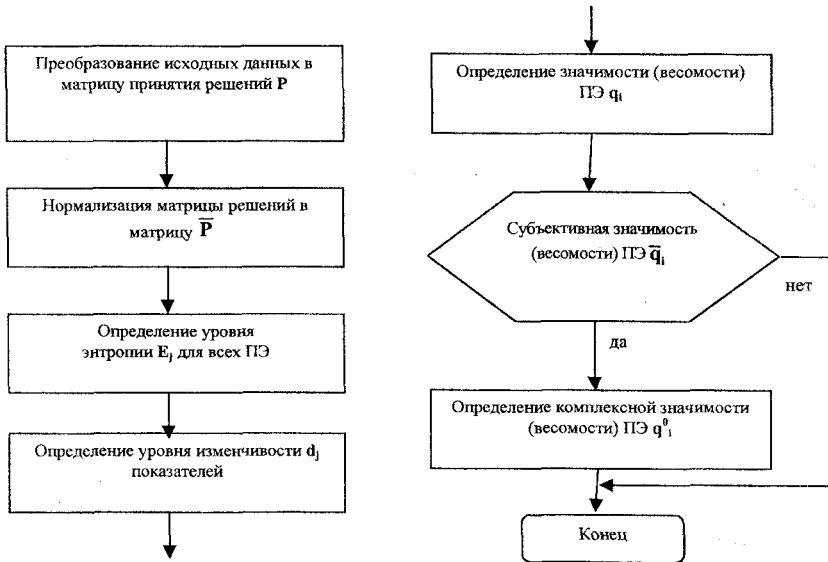 Преобразование исходных данных в
матрицу принятия решений P
Нормализация матрицы решений в
матрицу P̅
Определение уровня
энтропии Eⱼ для всех ПЭ
Определение уровня изменчивости dⱼ
показателей
Определение значимости (весомости)
ПЭ qᵢ
Субъективная значимость
(весомости) ПЭ q̅ᵢ
нет
да
Определение комплексной значимости
(весомости) ПЭ q⁰ᵢ
Конец